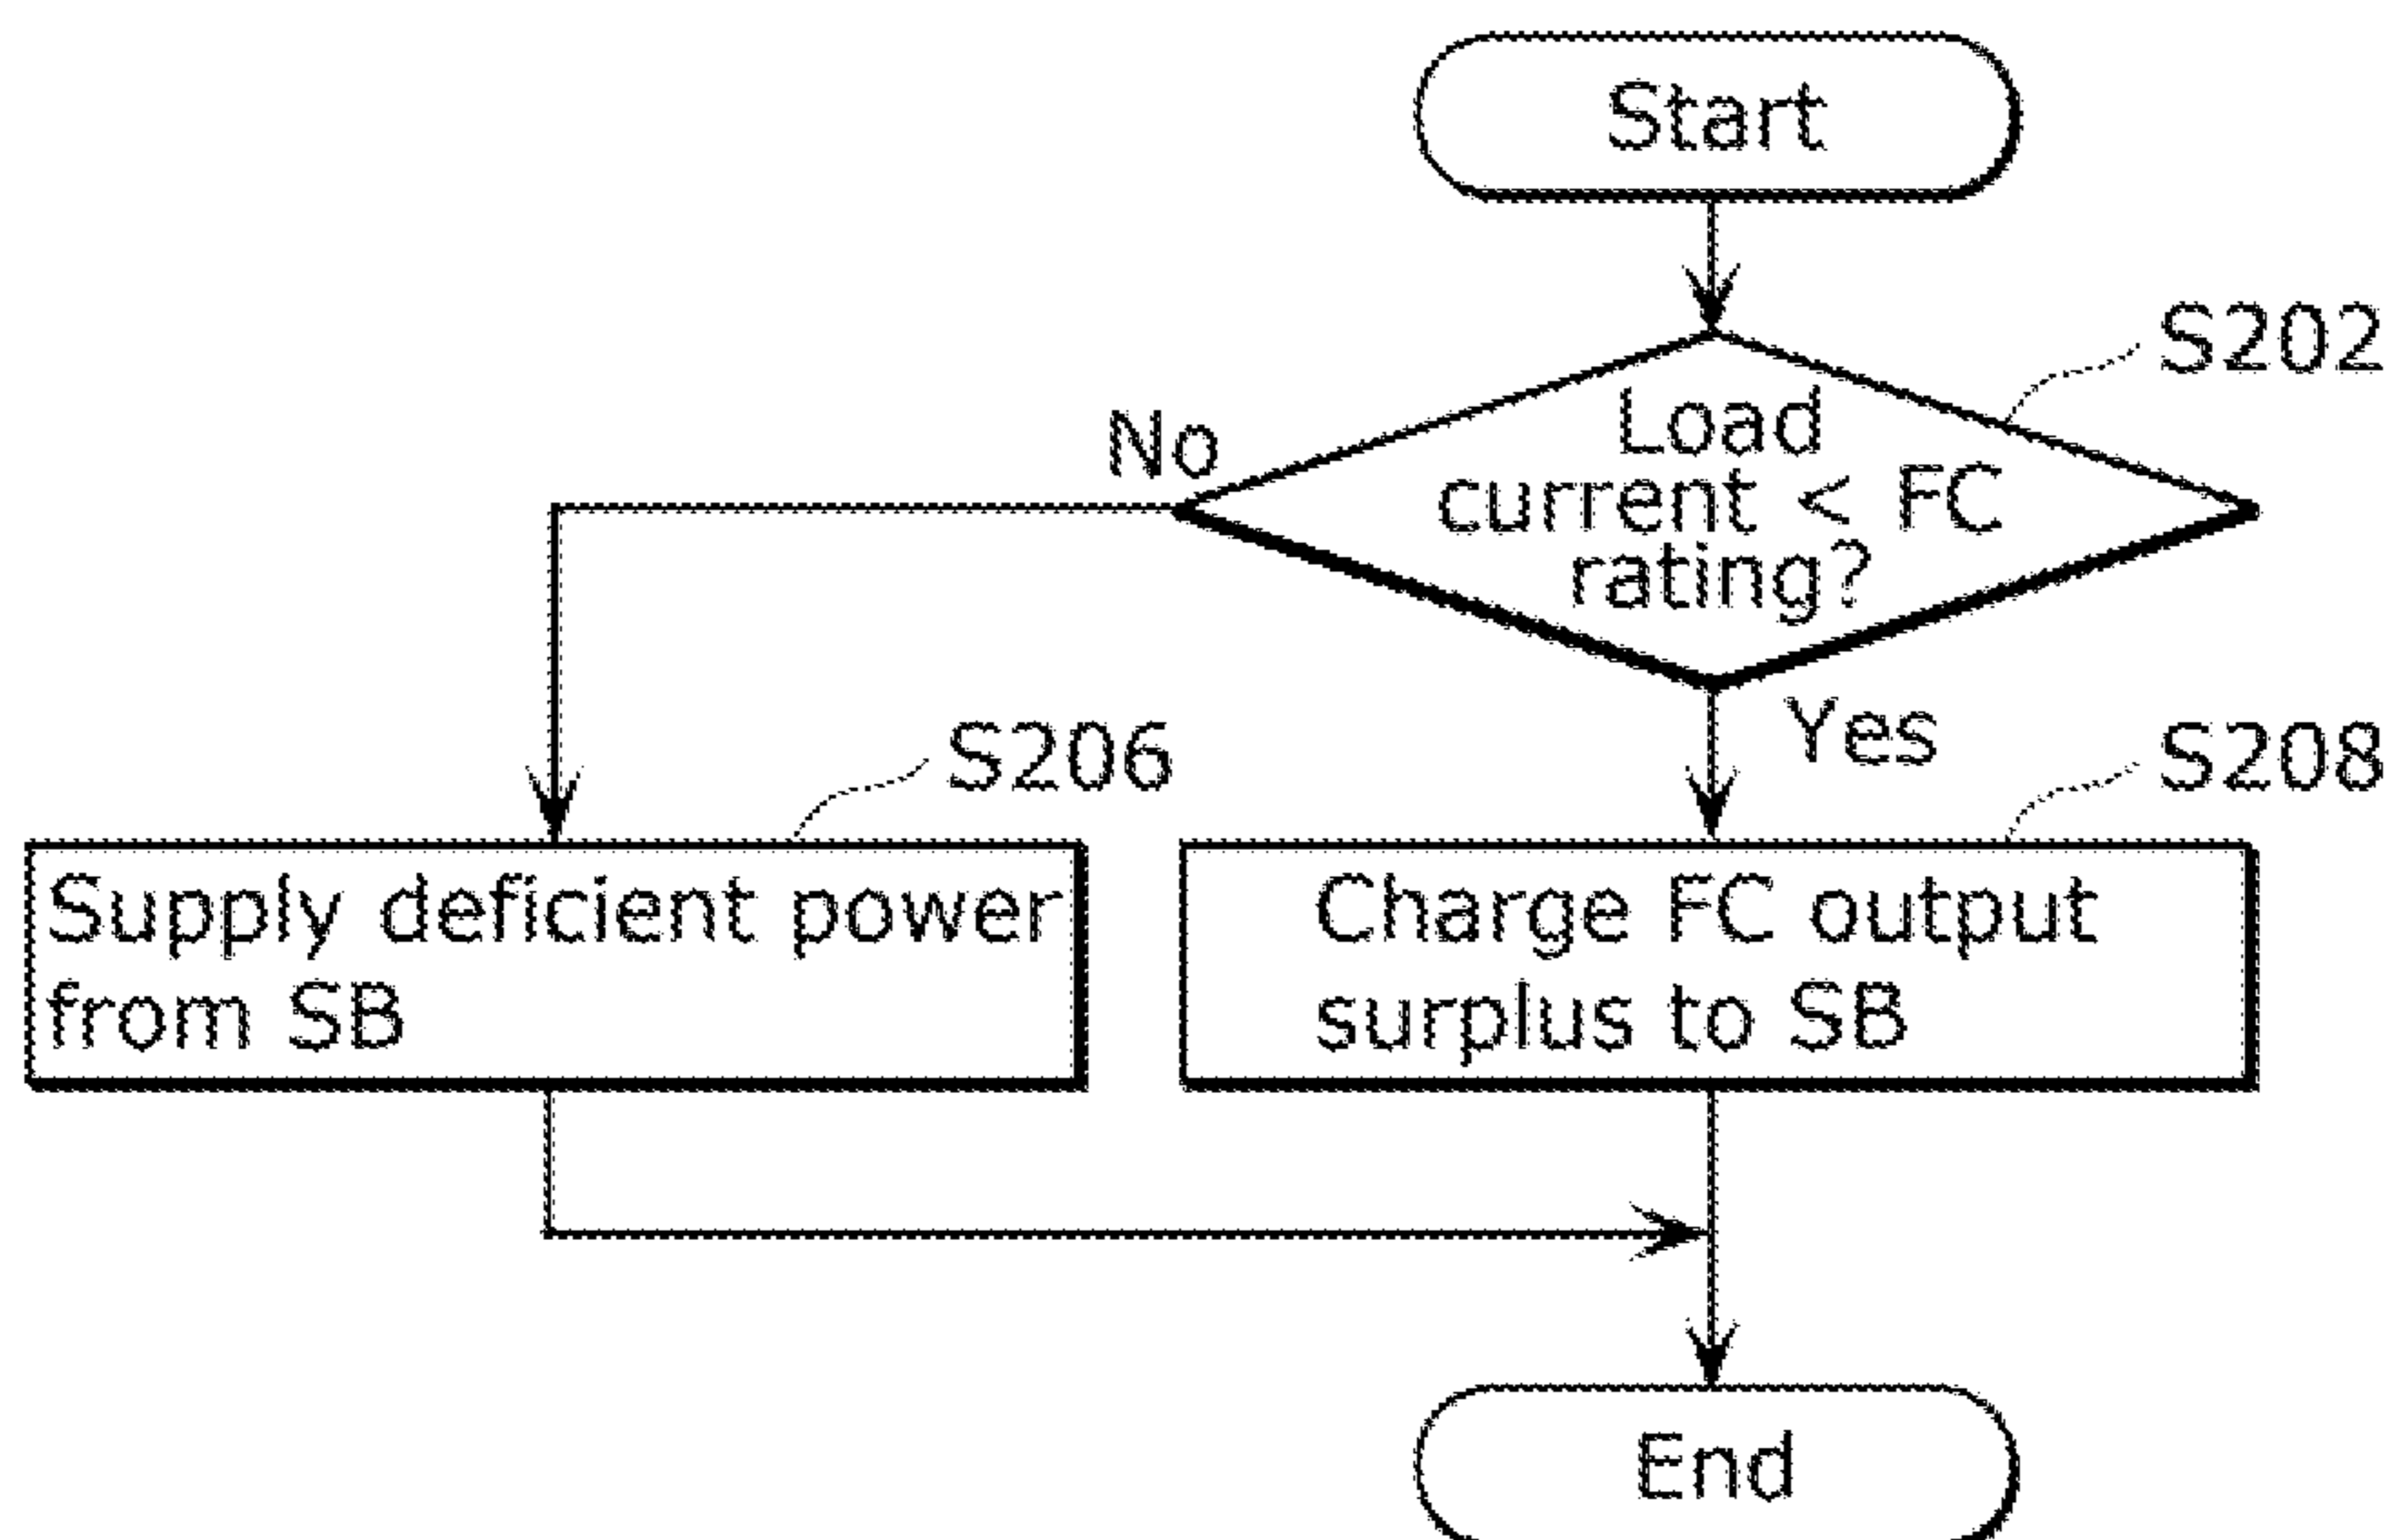 Start
S202
Load
current < FC
rating?
No
Yes
S206
S208
Supply deficient power
from SB
Charge FC output
surplus to SB
End